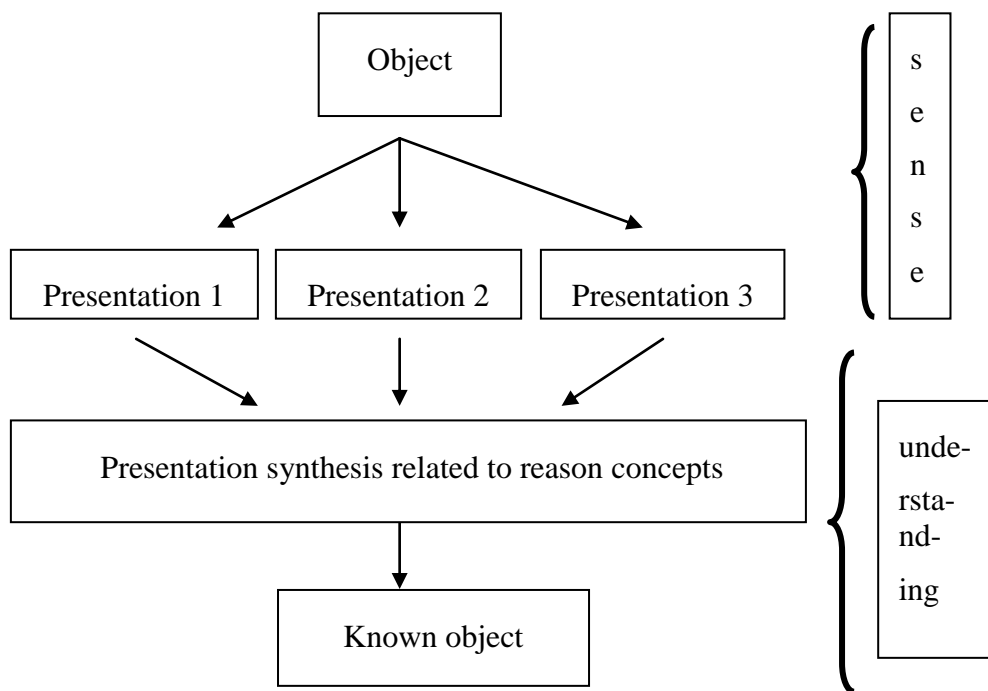 Object
s
e
n
s
e
Presentation 1
Presentation 2
Presentation 3
Presentation synthesis related to reason concepts
unde-
rsta-
nd-
ing
Known object